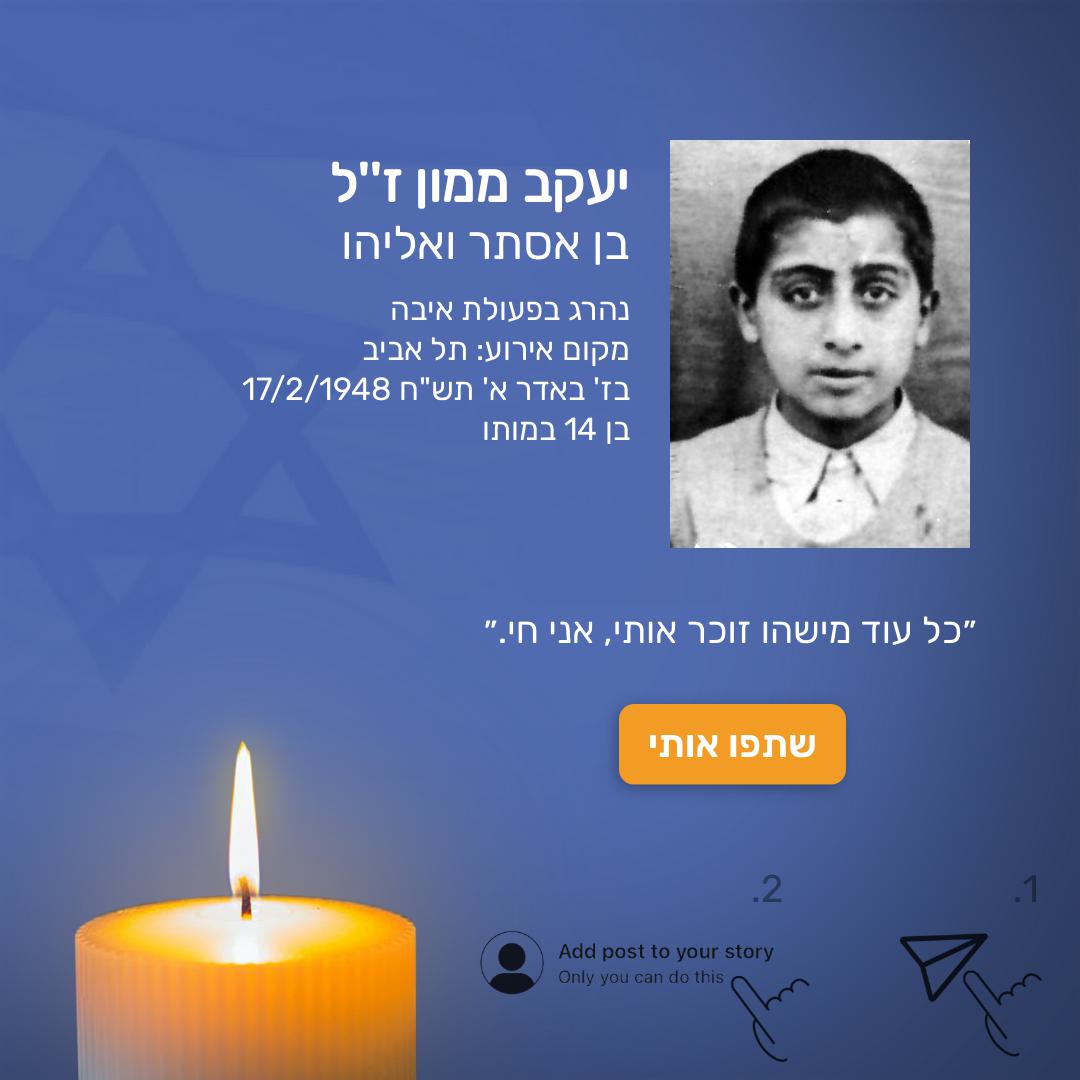 יעקב ממון ז"ל
בן אסתר ואליהו
נהרג בפעולת איבה
מקום אירוע: תל אביב
בז' באדר א' תש"ח 17/2/1948
בן 14 במותו
״כל עוד מישהו זוכר אותי, אני חי.״
שתפו אותי
.1
.2
Add post to your story
Only you can do this